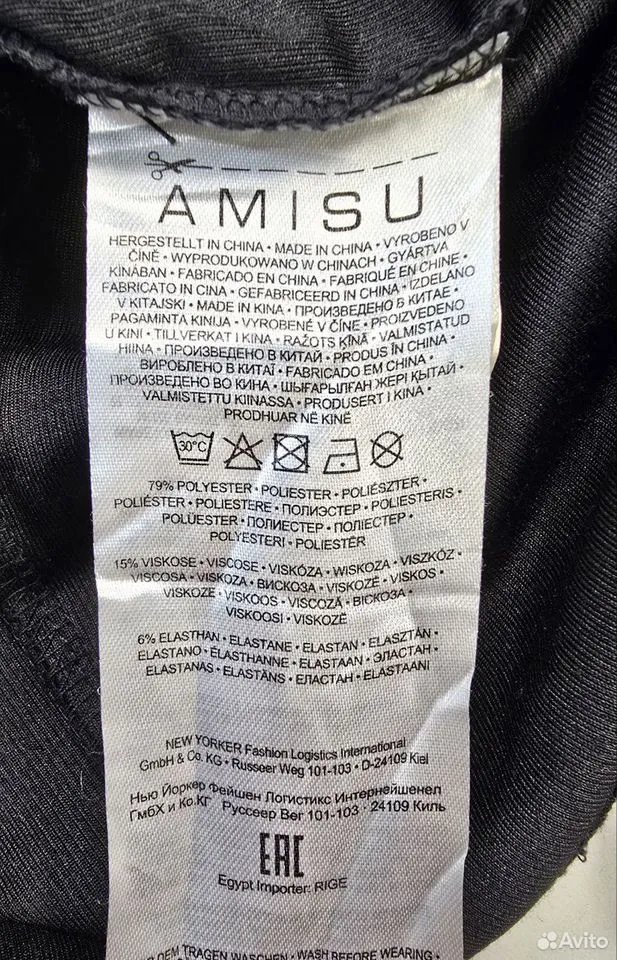 AMISU
HERGESTELLT IN CHINA • MADE IN CHINA • VYROBENO V
ČÍNĚ • WYPRODUKOWANO W CHINACH • GYÁRTVA
KÍNÁBAN • FABRICADO EN CHINA • FABRIQUÉ EN CHINE •
FABRICATO IN CINA • GEFABRICEERD IN CHINA • IZDELANO
V KITAJSKI • MADE IN KINA • ПРОИЗВЕДЕНО В КИТАЕ •
PAGAMINTA KINIJA • VYROBENÉ V ČÍNE • PROIZVEDENO
U KINI • TILLVERKAT I KINA • RAŽOTS ĶĪNĀ • VALMISTATUD
HIINA • ПРОИЗВЕДЕНО В КИТАЙ • PRODUS ÎN CHINA •
ВИРОБЛЕНО В КИТАЇ • FABRICADO EM CHINA •
ПРОИЗВЕДЕНО ВО КИНА • ШЫҒАРЫЛҒАН ЖЕРІ ҚЫТАЙ •
VALMISTETTU KIINASSA • PRODUSERT I KINA •
PRODHUAR NË KINË
30°C
79% POLYESTER • POLIESTER • POLIÉSZTER •
POLIÉSTER • POLIESTERE • ПОЛИЭСТЕР • POLIESTERIS •
POLÜESTER • ПОЛИЕСТЕР • ПОЛІЕСТЕР •
POLYESTERI • POLIESTËR
15% VISKOSE • VISCOSE • VISKÓZA • WISKOZA • VISZKÓZ •
VISCOSA • VISKOZA • ВИСКОЗА • VISKOZĖ • VISKOS •
VISKOZE • VISKOOS • VISCOZĂ • ВІСКОЗА •
VISKOOSI • VISKOZË
6% ELASTHAN • ELASTANE • ELASTAN • ELASZTÁN •
ELASTANO • ÉLASTHANNE • ELASTAAN • ЭЛАСТАН •
ELASTANAS • ELASTĀNS • ЕЛАСТАН • ELASTAANI
NEW YORKER Fashion Logistics International
GmbH & Co. KG • Russeer Weg 101-103 • D-24109 Kiel
Нью Йоркер Фейшен Логистикс Интернейшенел
ГмбХ и Ко.КГ Руссеер Вег 101-103 · 24109 Киль
EAC
Egypt Importer: RIGE
DEM TRAGEN WASCHEN • WASH BEFORE WEARING •
Avito